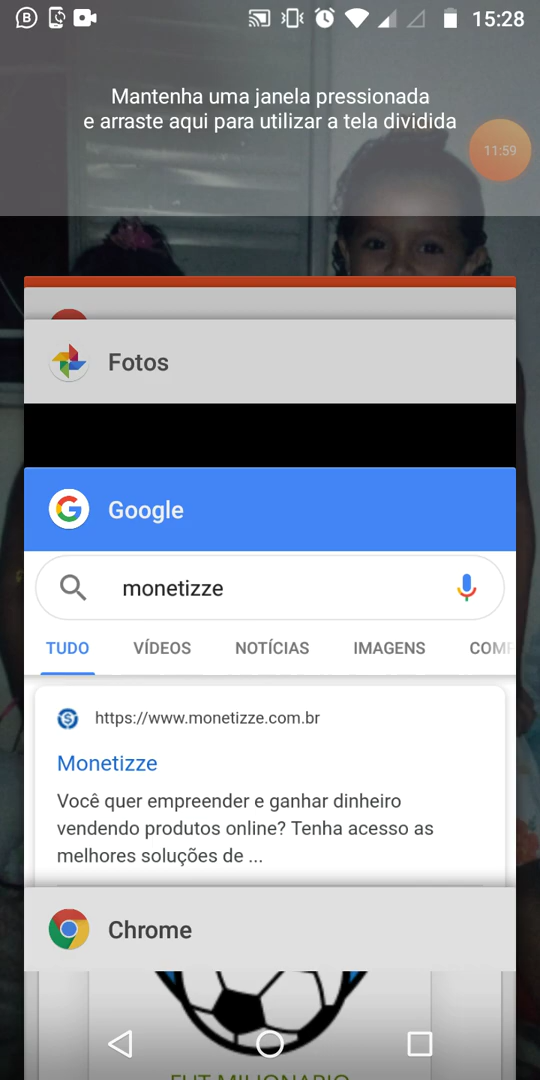 15:28
Mantenha uma janela pressionada
e arraste aqui para utilizar a tela dividida
11:59
Fotos
Google
monetizze
TUDO VÍDEOS NOTÍCIAS IMAGENS
https://www.monetizze.com.br
Monetizze
Você quer empreender e ganhar dinheiro
vendendo produtos online? Tenha acesso as
melhores soluções de ...
Chrome
FUT MILIONARIO